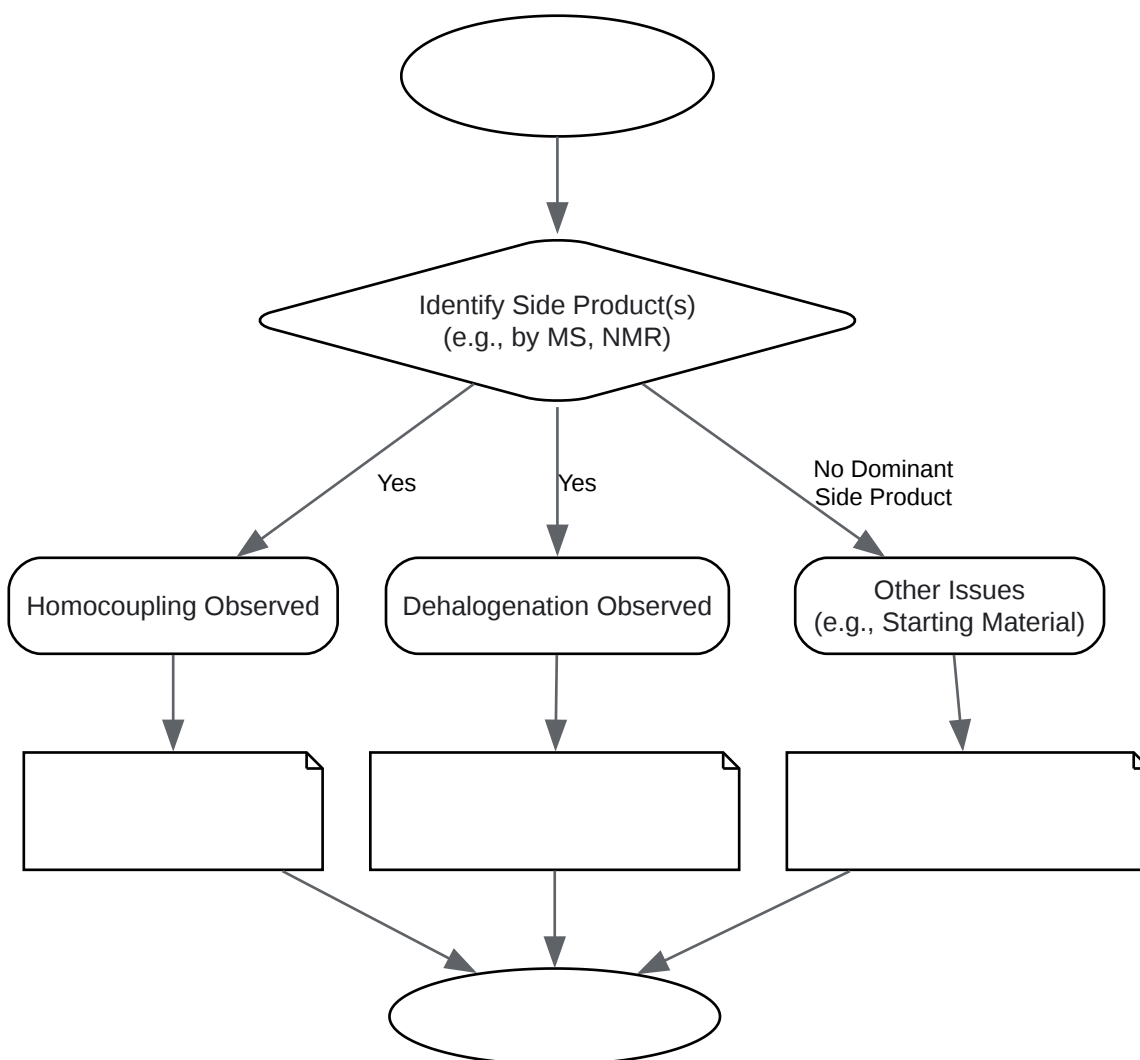 Identify Side Product(s)
(e.g., by MS, NMR)
Yes
Yes
No Dominant
Side Product
Homocoupling Observed
Dehalogenation Observed
Other Issues
(e.g., Starting Material)